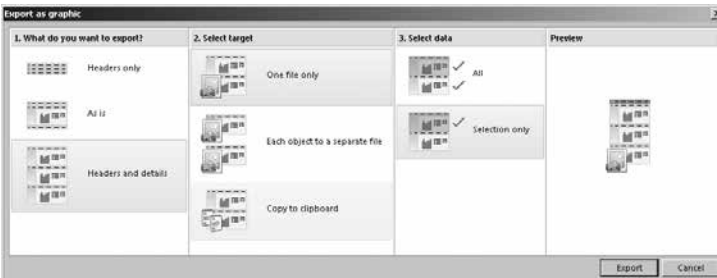 Export as graphic
1. What do you want to export?
2. Select target
3. Select data
Preview
Headers only
As is
Headers and details
One file only
Each object to a separate file
Copy to clipboard
All
Selection only
Export
Cancel